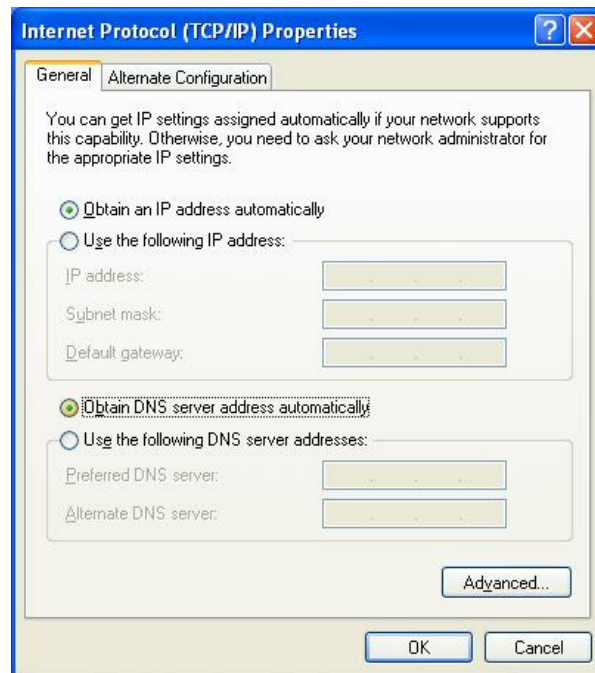 Internet Protocol (TCP/IP) Properties
General
Alternate Configuration
You can get IP settings assigned automatically if your network supports
this capability. Otherwise, you need to ask your network administrator for
the appropriate IP settings.
Obtain an IP address automatically
Use the following IP address:
IP address:
Subnet mask:
Default gateway:
Obtain DNS server address automatically
Use the following DNS server addresses:
Preferred DNS server:
Alternate DNS server:
Advanced...
OK
Cancel